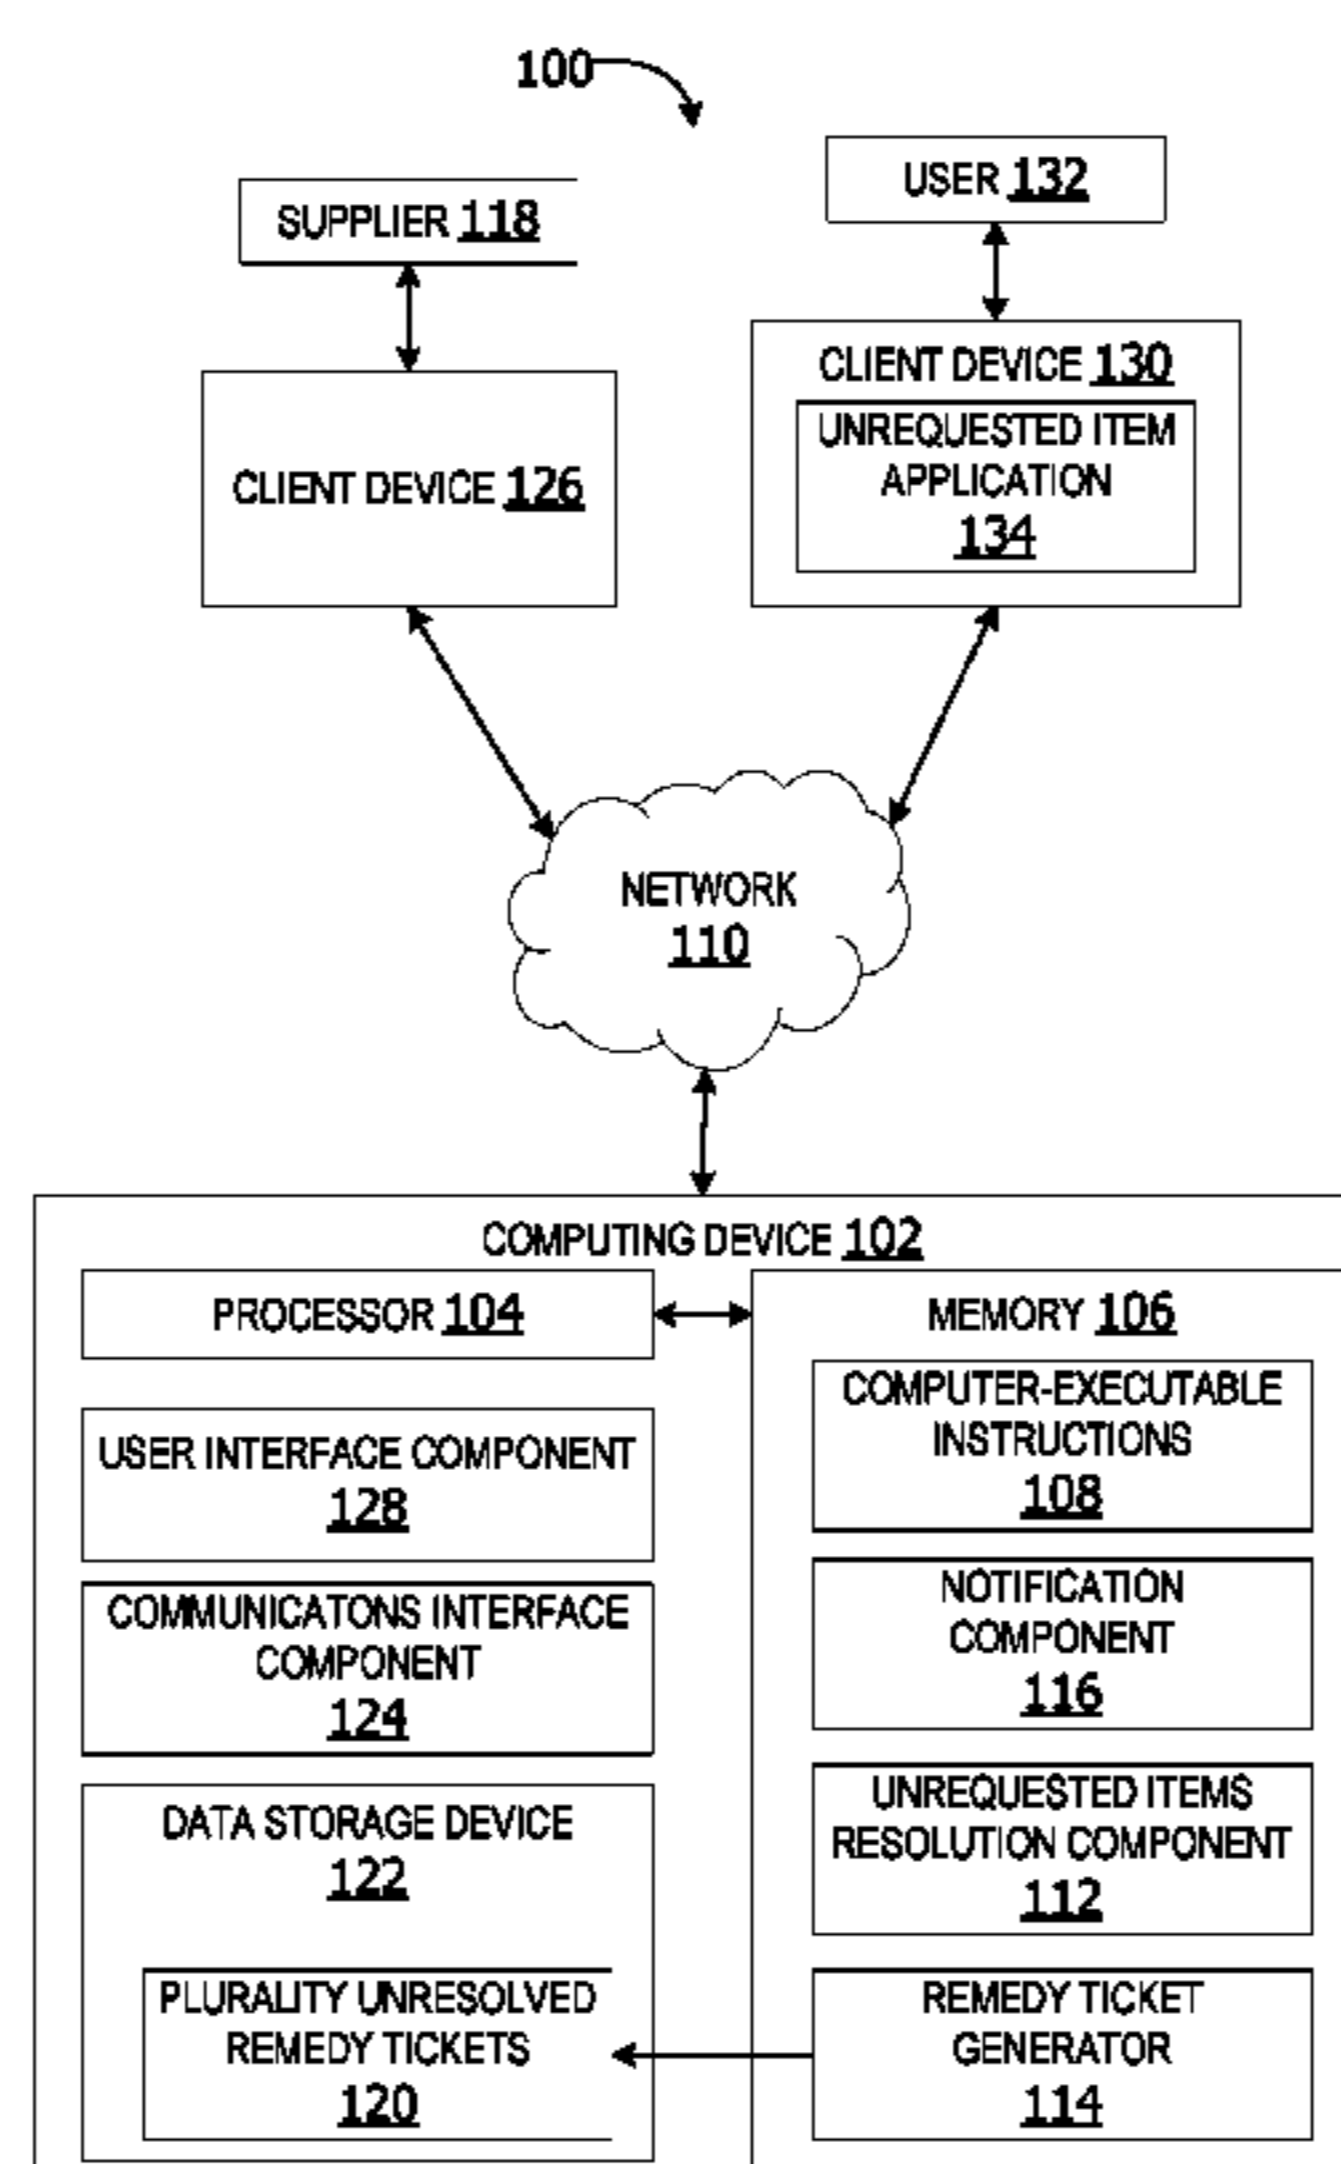 100
USER 132
SUPPLIER 118
CLIENT DEVICE 130
UNREQUESTED ITEM
APPLICATION
134
CLIENT DEVICE 126
NETWORK
110
COMPUTING DEVICE 102
PROCESSOR 104
USER INTERFACE COMPONENT
128
COMMUNICATONS INTERFACE
COMPONENT
124
DATA STORAGE DEVICE
122
PLURALITY UNRESOLVED
REMEDY TICKETS
120
MEMORY 106
COMPUTER-EXECUTABLE
INSTRUCTIONS
108
NOTIFICATION
COMPONENT
116
UNREQUESTED ITEMS
RESOLUTION COMPONENT
112
REMEDY TICKET
GENERATOR
114